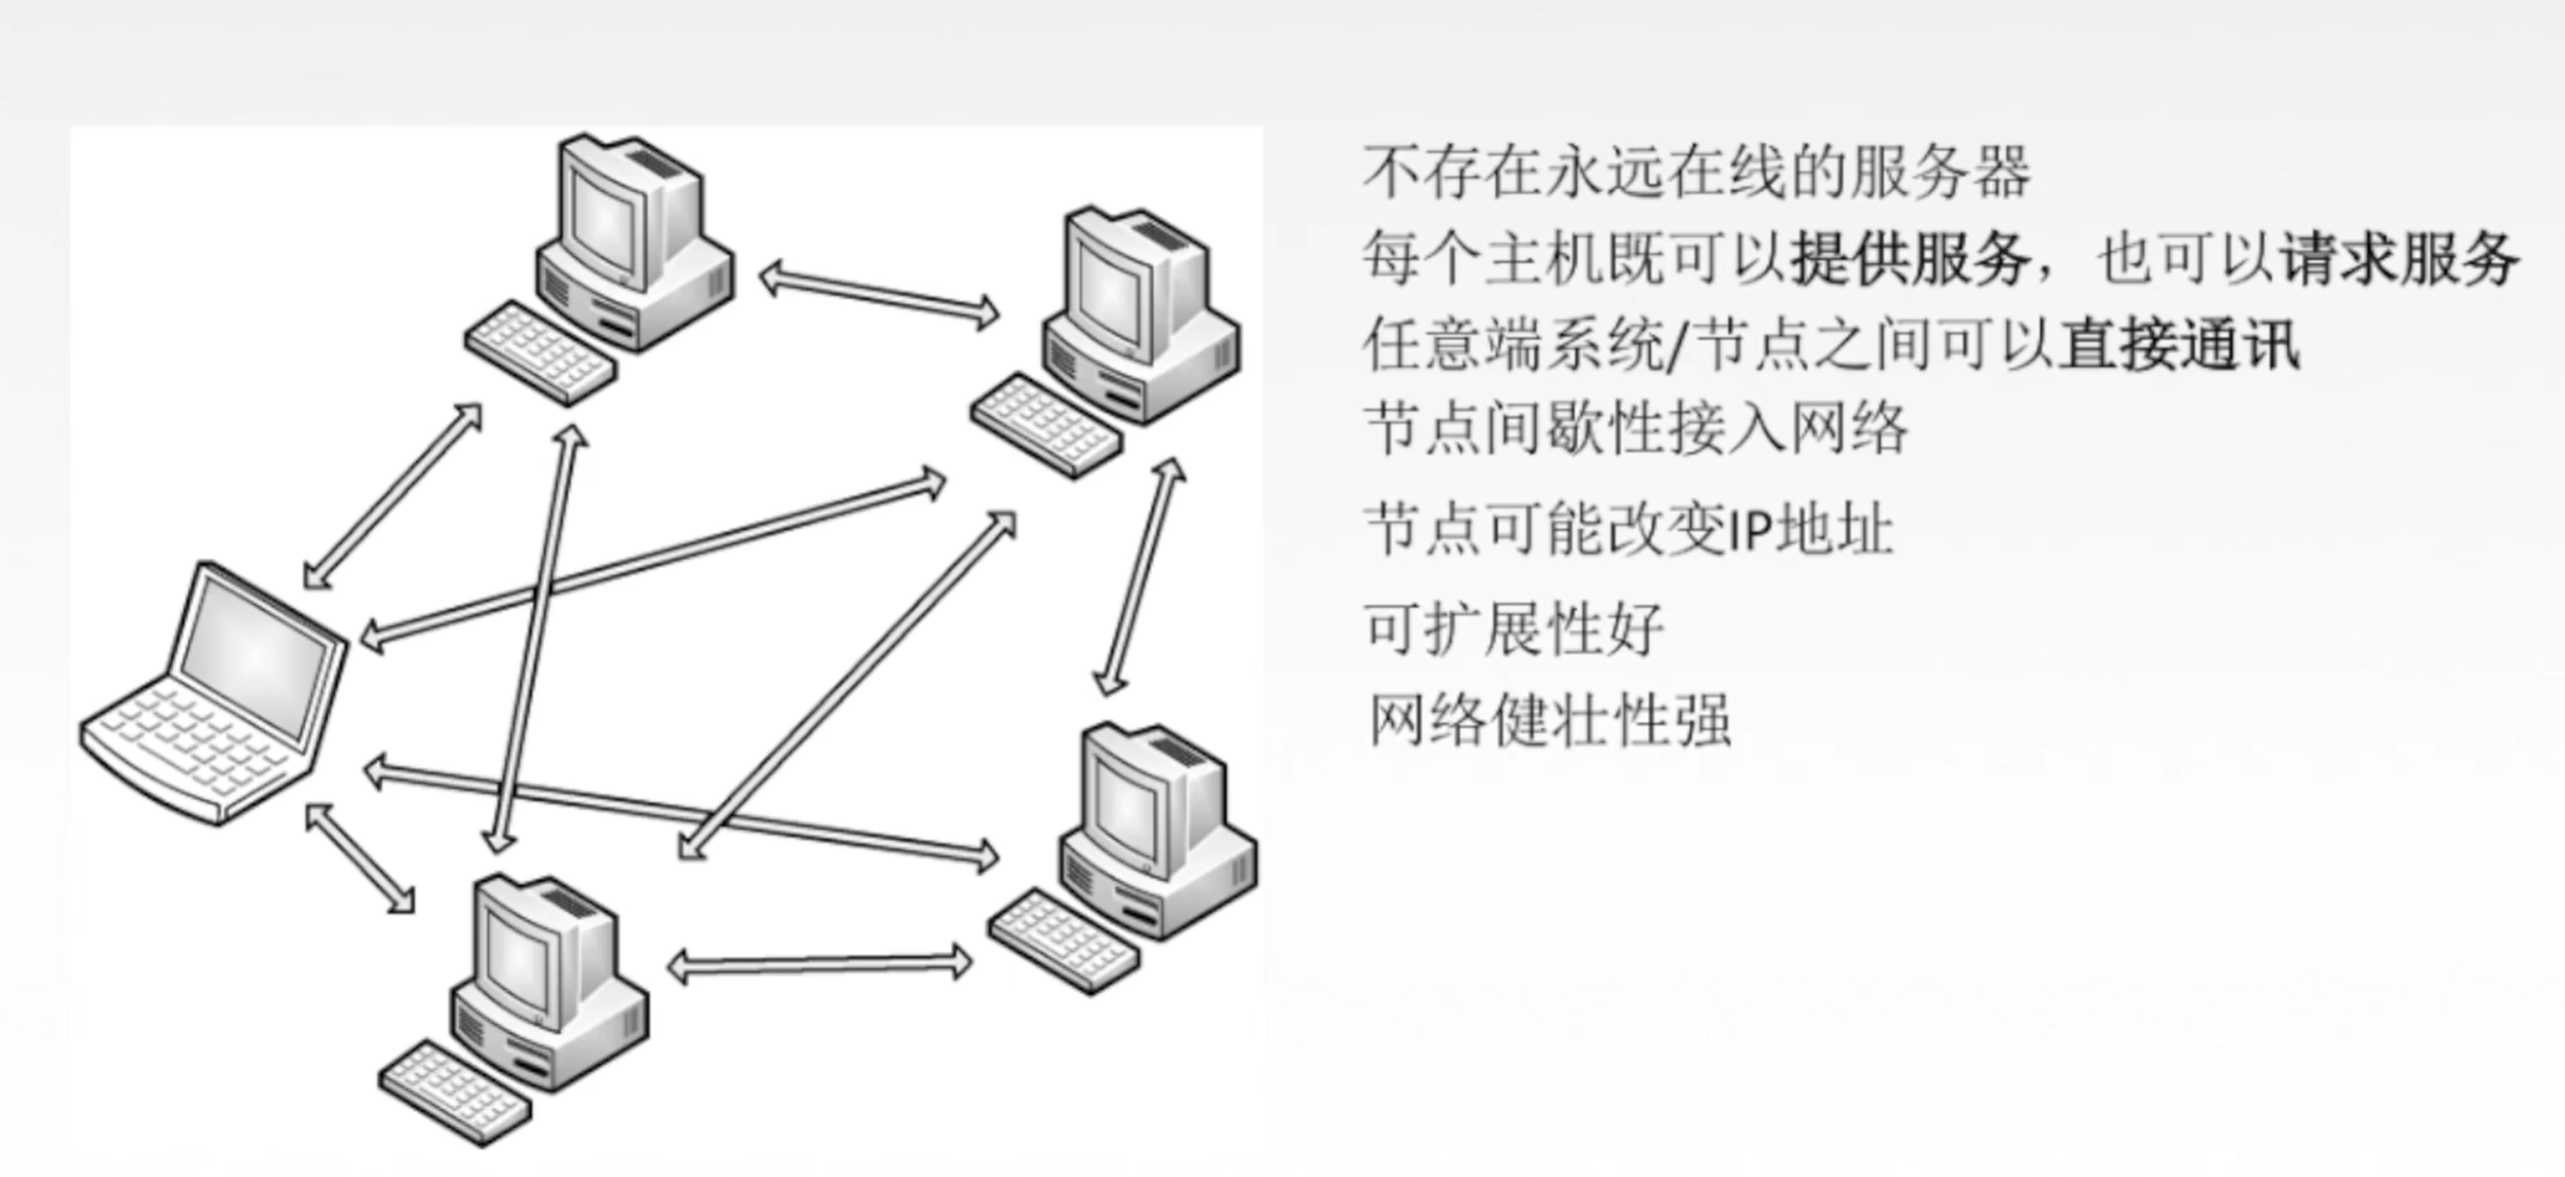 不存在永远在线的服务器
每个主机既可以提供服务，也可以请求服务
任意端系统/节点之间可以直接通讯
节点间歇性接入网络
节点可能改变IP地址
可扩展性好
网络健壮性强